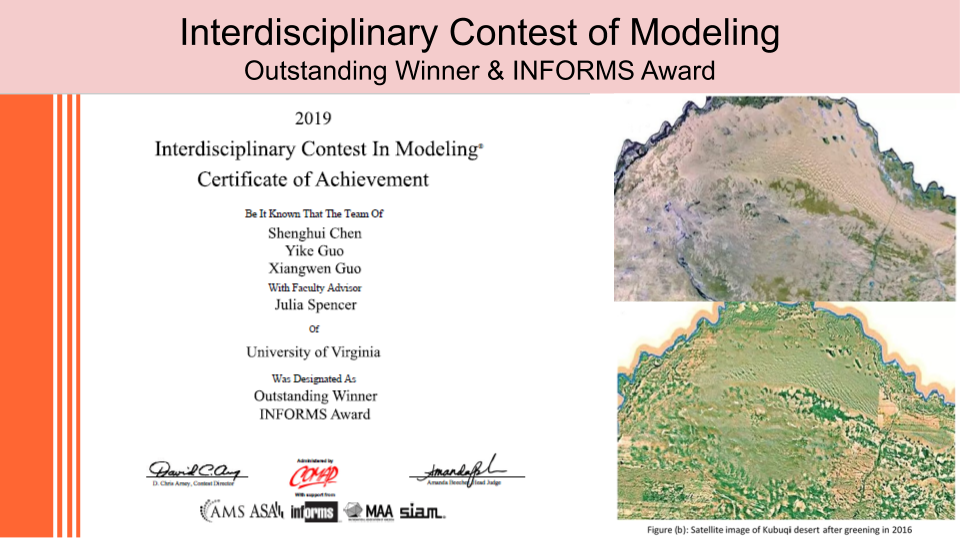 Interdisciplinary Contest of Modeling
Outstanding Winner & INFORMS Award
2019
Interdisciplinary Contest In Modeling®
Certificate of Achievement
Be It Known That The Team Of
Shenghui Chen
Yike Guo
Xiangwen Guo
With Faculty Advisor
Julia Spencer
Of
University of Virginia
Was Designated As
Outstanding Winner
INFORMS Award
Administered by
COMAP
D. Chris Arney, Contest Director
Amanda Beecher, Head Judge
With support from
AMS ASA informs MAA siam
Figure (b): Satellite image of Kubuqi desert after greening in 2016